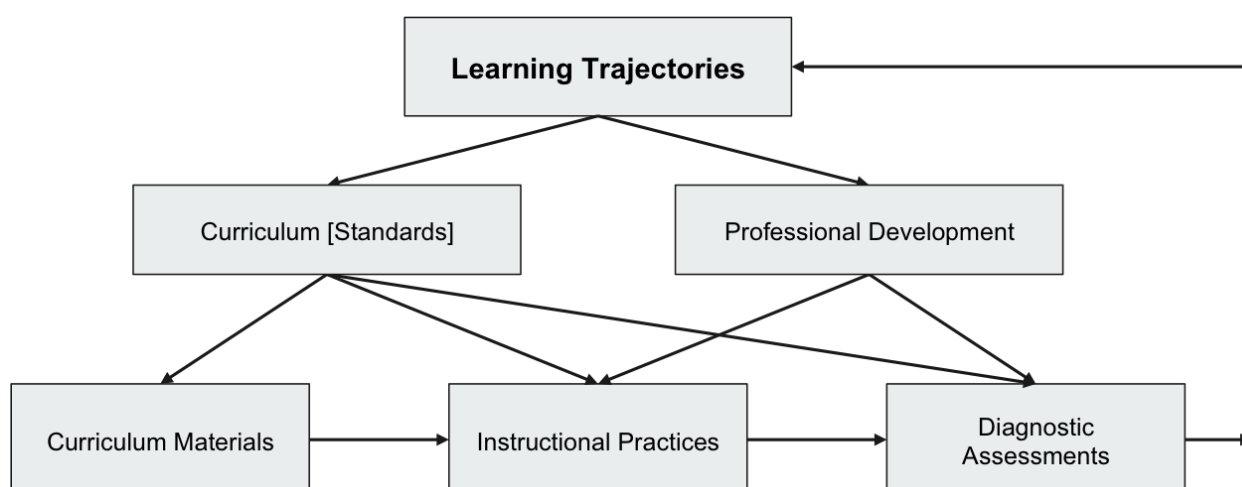 Learning Trajectories
Curriculum [Standards]
Professional Development
Curriculum Materials
Instructional Practices
Diagnostic
Assessments